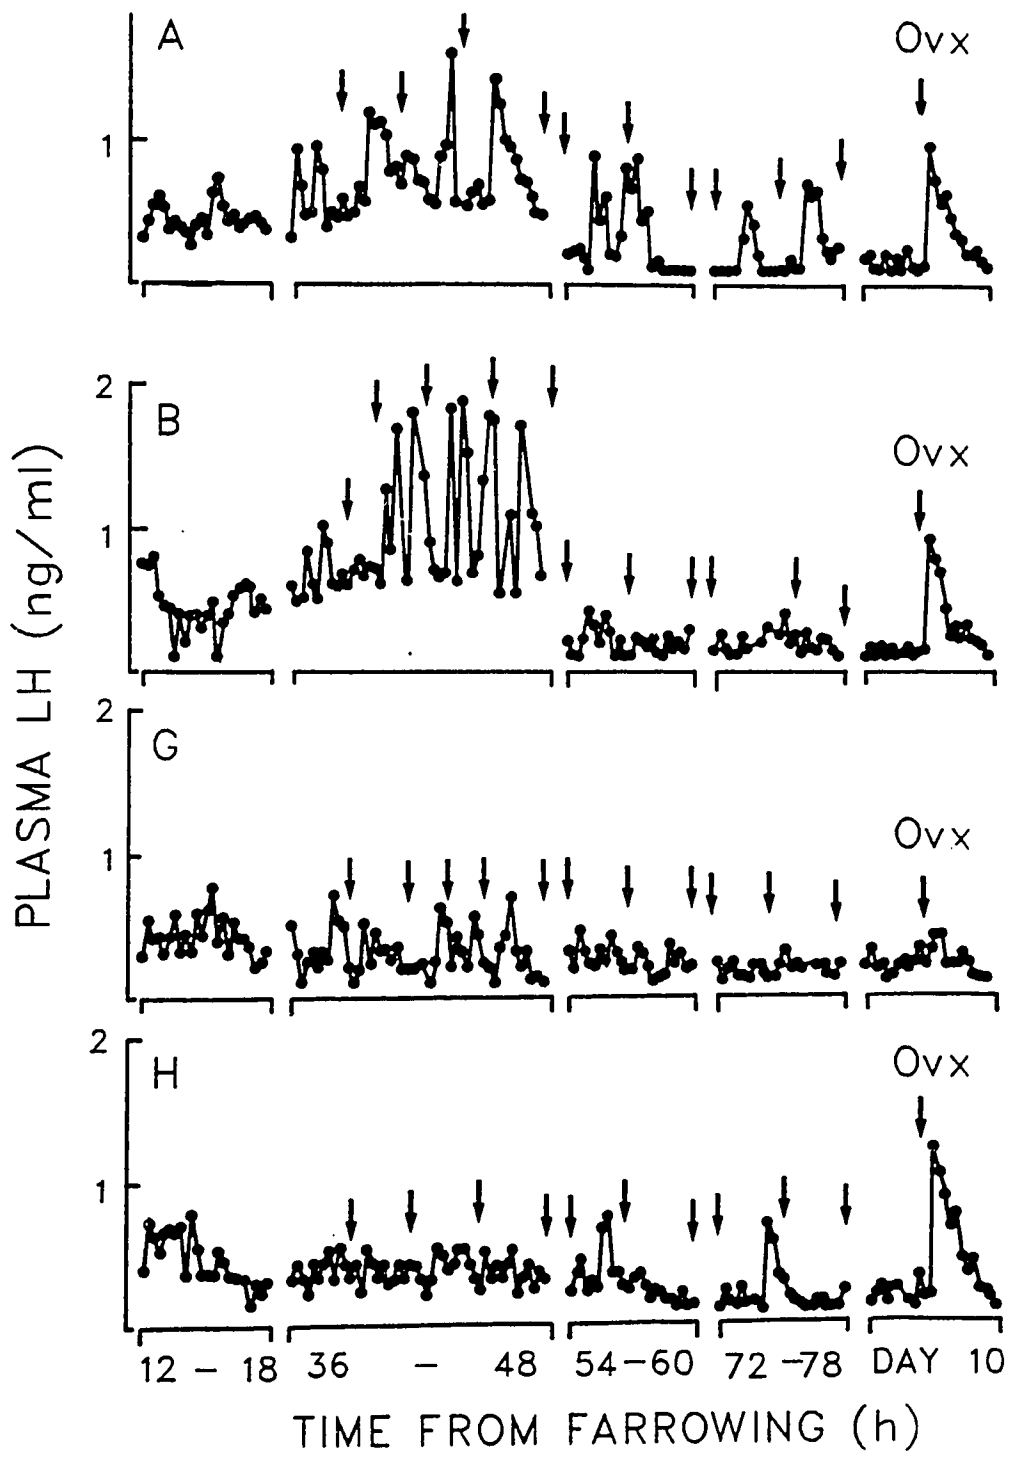 A
Ovx
1
2
B
Ovx
1
2
G
Ovx
1
2
H
Ovx
1
PLASMA LH (ng/ml)
12 – 18 36 – 48 54–60 72–78 DAY 10
TIME FROM FARROWING (h)